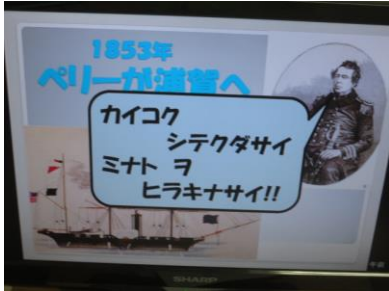 1853年
ペリーが浦賀へ
カイコク
シテクダサイ
ミナト ヲ
ヒラキナサイ!!
SHARP